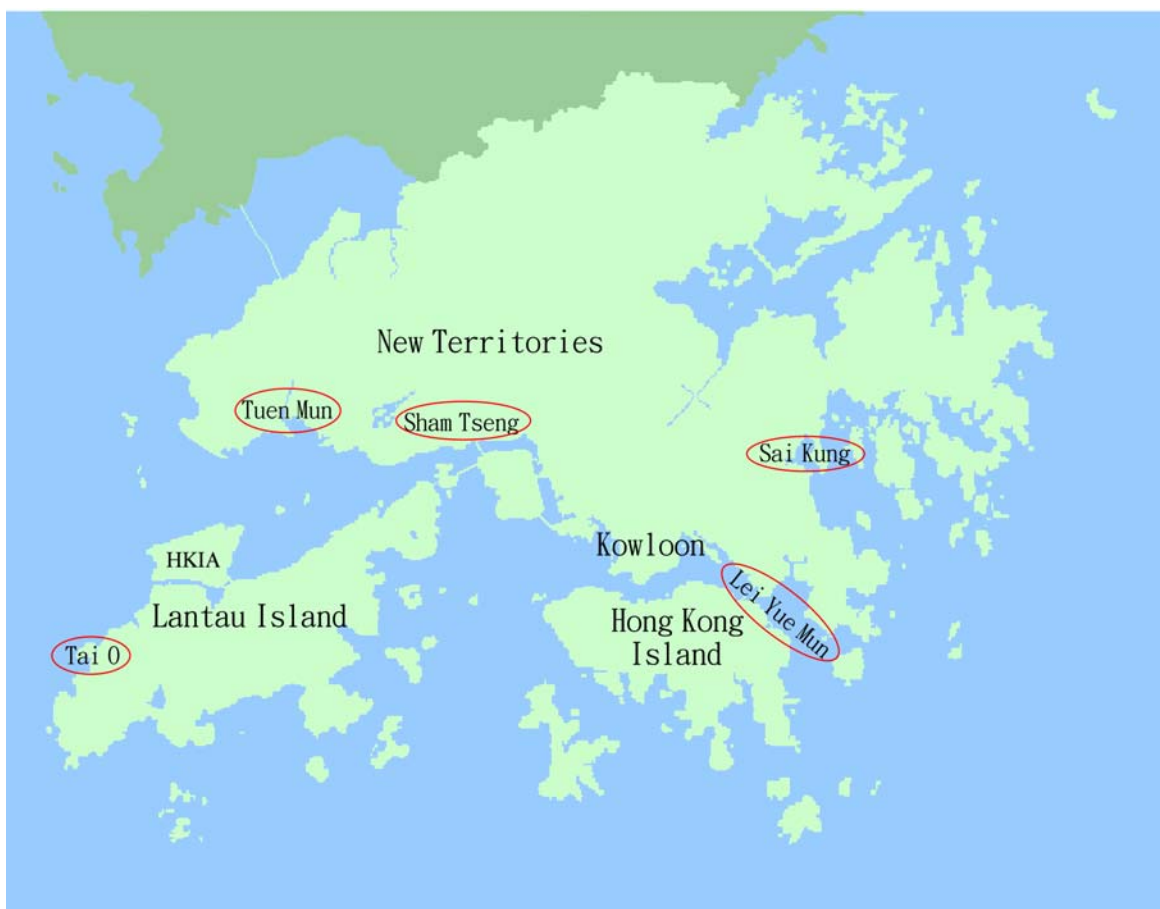 New Territories
Tuen Mun
Sham Tseng
Sai Kung
Kowloon
HKIA
Lei Yue Mun
Lantau Island
Hong Kong
Island
Tai O